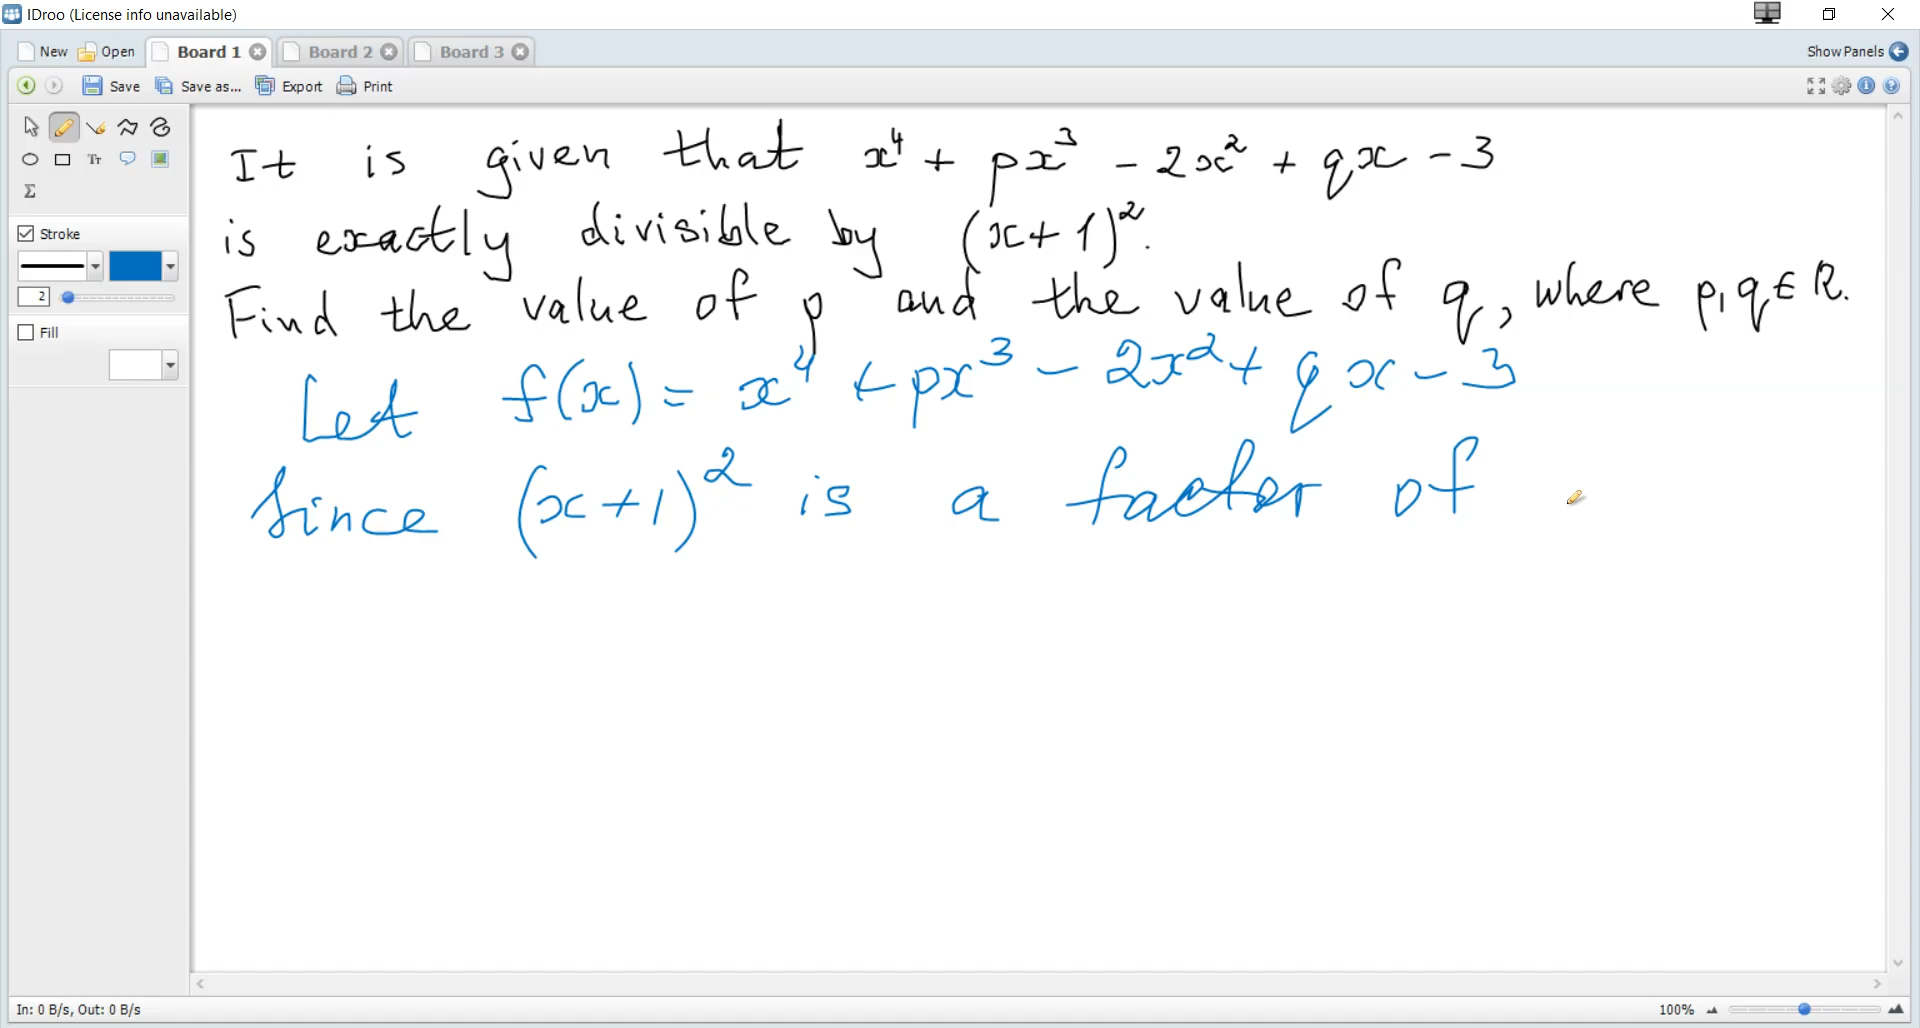 IDroo (License info unavailable)
New Open Board 1 Board 2 Board 3 Show Panels
Save Save as... Export Print
Tт
Σ
Stroke
2
Fill
It is given that x⁴ + px³ - 2x² + qx - 3
is exactly divisible by (x+1)².
Find the value of p and the value of q, where p,q ∈ R.
Let f(x) = x⁴ + px³ - 2x² + qx - 3
Since (x+1)² is a factor of
In: 0 B/s, Out: 0 B/s 100%